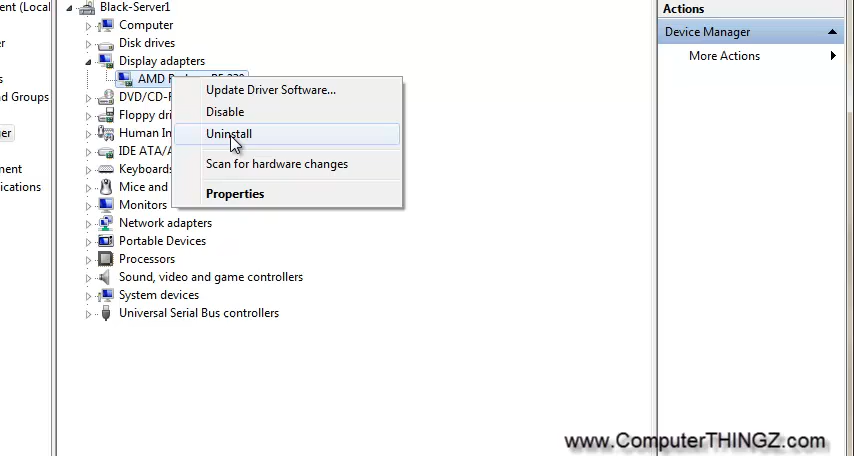 ent (Local
er
s
nd Groups
ger
ment
ications
Black-Server1
Computer
Disk drives
Display adapters
AMD
DVD/CD-
Floppy
Human
IDE ATA/
Keyboards
Mice and
Monitors
Network adapters
Portable Devices
Processors
Sound, video and game controllers
System devices
Universal Serial Bus controllers
Update Driver Software...
Disable
Uninstall
Scan for hardware changes
Properties
Actions
Device Manager
More Actions
www.ComputerTHINGZ.com